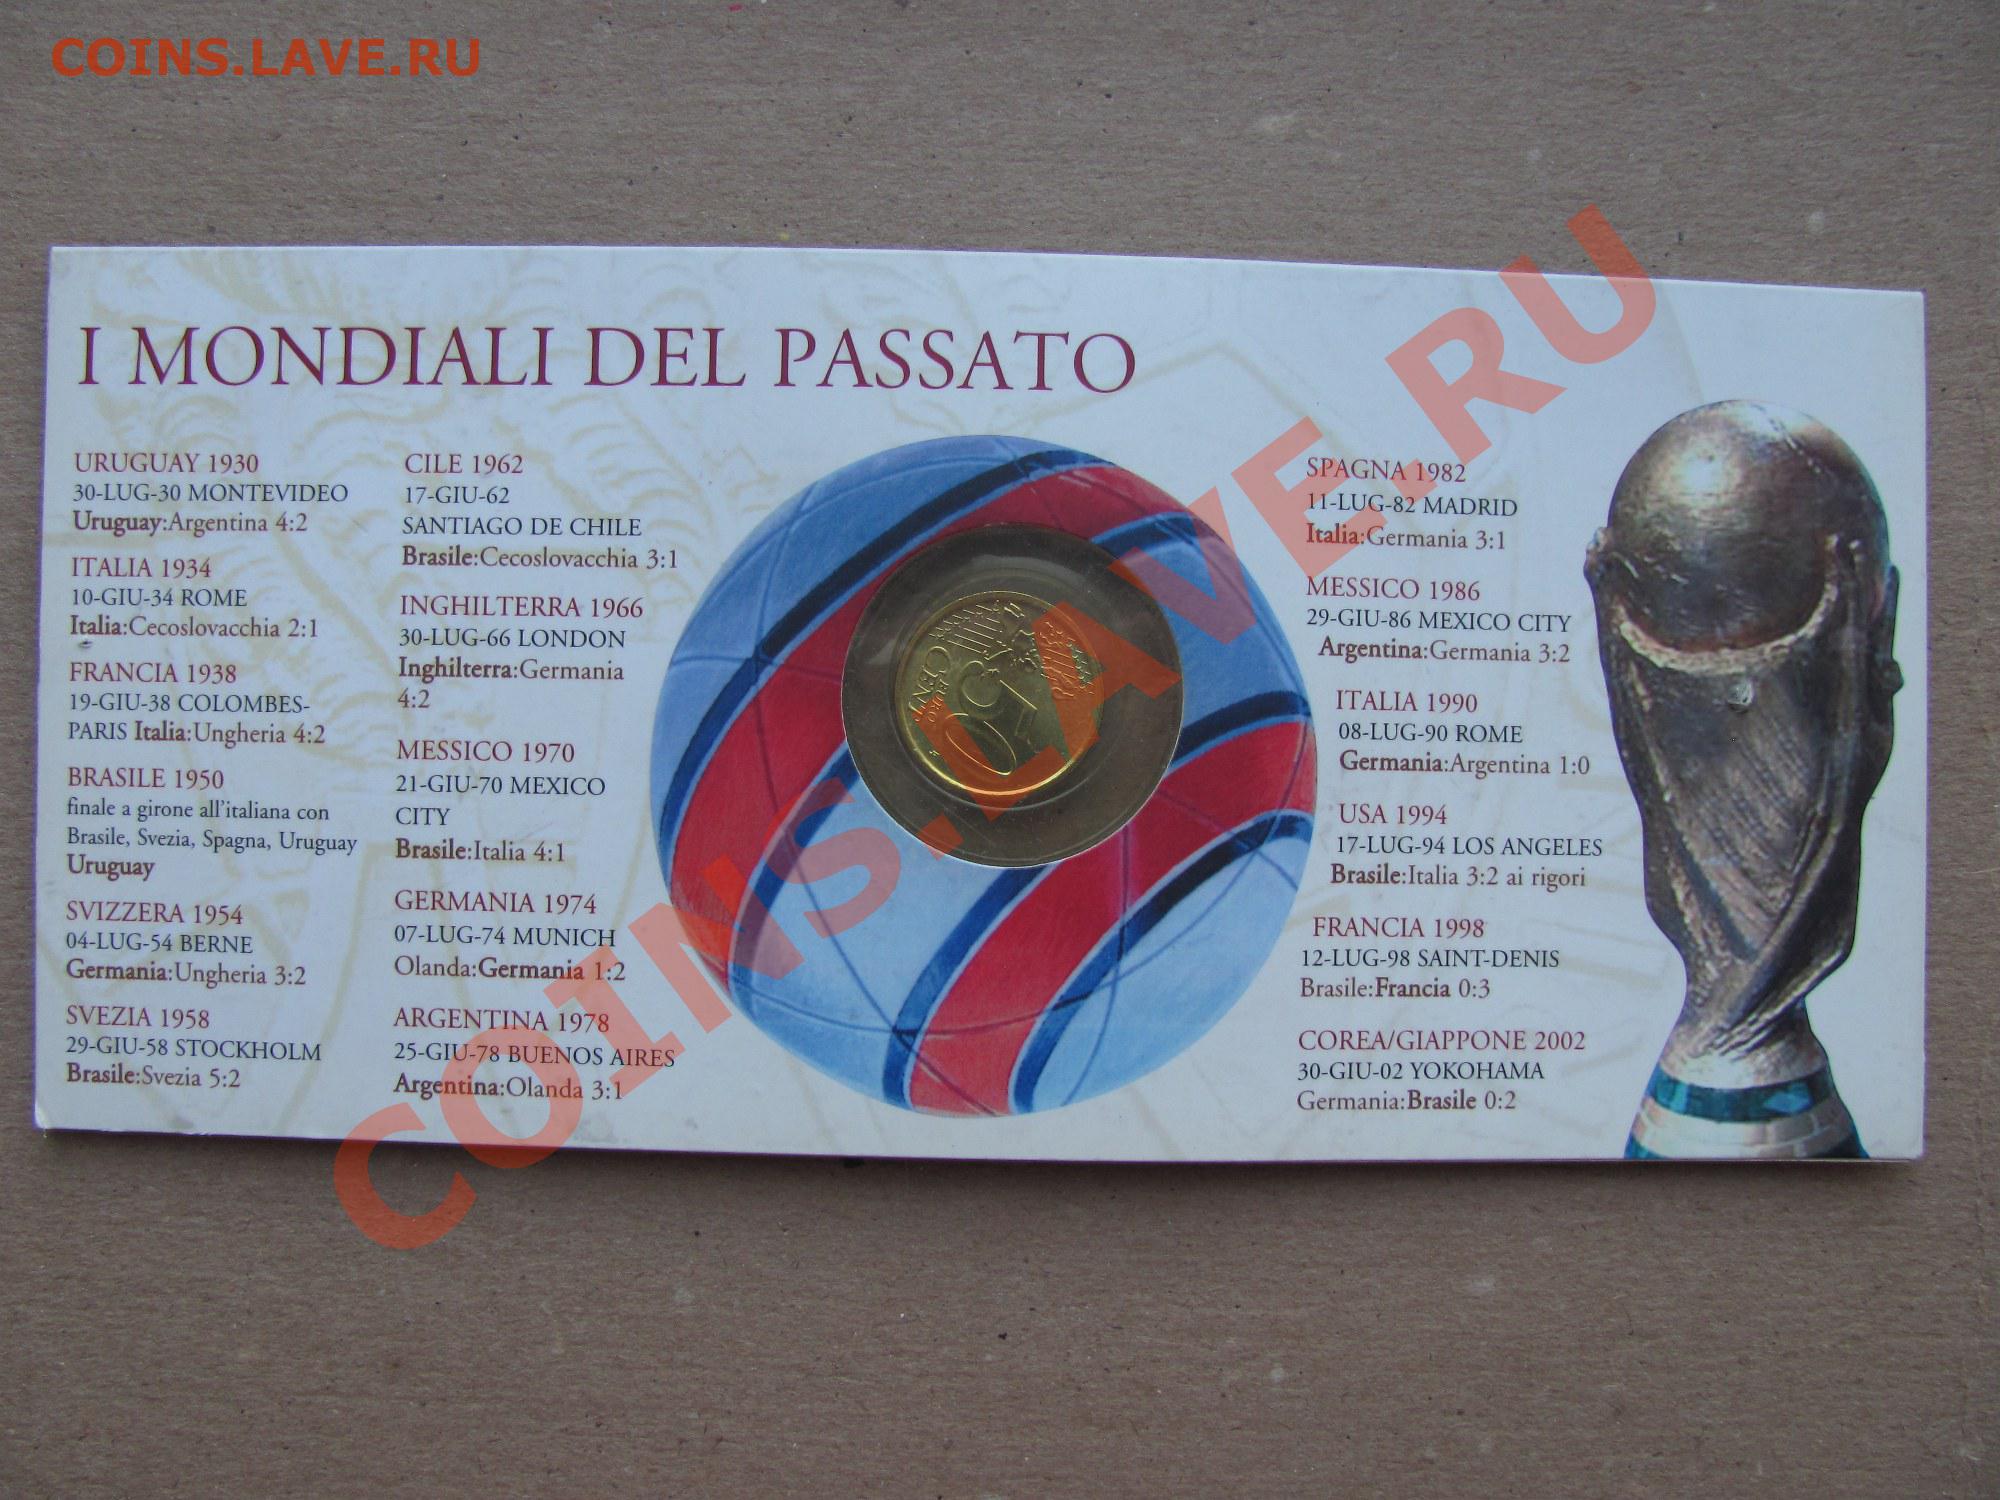 COINS.LAVE.RU
I MONDIALI DEL PASSATO
URUGUAY 1930
30-LUG-30 MONTEVIDEO
Uruguay:Argentina 4:2
ITALIA 1934
10-GIU-34 ROME
Italia:Cecoslovacchia 2:1
FRANCIA 1938
19-GIU-38 COLOMBES-
PARIS Italia:Ungheria 4:2
BRASILE 1950
finale a girone all'italiana con
Brasile, Svezia, Spagna, Uruguay
Uruguay
SVIZZERA 1954
04-LUG-54 BERNE
Germania:Ungheria 3:2
SVEZIA 1958
29-GIU-58 STOCKHOLM
Brasile:Svezia 5:2
CILE 1962
17-GIU-62
SANTIAGO DE CHILE
Brasile:Cecoslovacchia 3:1
INGHILTERRA 1966
30-LUG-66 LONDON
Inghilterra:Germania
4:2
MESSICO 1970
21-GIU-70 MEXICO
CITY
Brasile:Italia 4:1
GERMANIA 1974
07-LUG-74 MUNICH
Olanda:Germania 1:2
ARGENTINA 1978
25-GIU-78 BUENOS AIRES
Argentina:Olanda 3:1
50
EURO
CENT
SPAGNA 1982
11-LUG-82 MADRID
Italia:Germania 3:1
MESSICO 1986
29-GIU-86 MEXICO CITY
Argentina:Germania 3:2
ITALIA 1990
08-LUG-90 ROME
Germania:Argentina 1:0
USA 1994
17-LUG-94 LOS ANGELES
Brasile:Italia 3:2 ai rigori
FRANCIA 1998
12-LUG-98 SAINT-DENIS
Brasile:Francia 0:3
COREA/GIAPPONE 2002
30-GIU-02 YOKOHAMA
Germania:Brasile 0:2
COINS.LAVE.RU